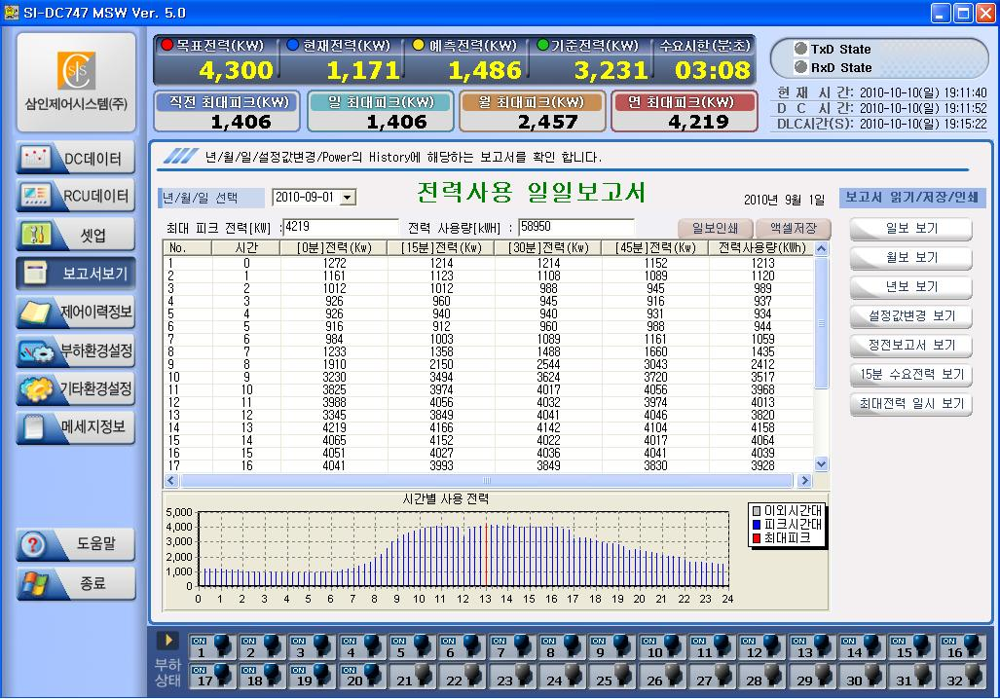 SI-DC747 MSW Ver. 5.0
삼인제어시스템(주)
목표전력(KW) 현재전력(KW) 예측전력(KW) 기준전력(KW) 수요시한(분:초)
4,300 1,171 1,486 3,231 03:08
직전 최대피크(KW) 일 최대피크(KW) 월 최대피크(KW) 연 최대피크(KW)
1,406 1,406 2,457 4,219
TxD State
RxD State
현 재 시 간: 2010-10-10(일) 19:11:40
D C 시 간: 2010-10-10(일) 19:11:52
DLC시간(S): 2010-10-10(일) 19:15:22
DC데이터
RCU데이터
셋업
보고서보기
제어이력정보
부하환경설정
기타환경설정
메세지정보
도움말
종료
년/월/일/설정값변경/Power의 History에 해당하는 보고서를 확인 합니다.
년/월/일 선택 2010-09-01
전력사용 일일보고서
2010년 9월 1일
최대 피크 전력[KW] : 4219 전력 사용량[KWH] : 58950
일보인쇄 액셀저장
No. 시간 [0분]전력(Kw) [15분]전력(Kw) [30분]전력(Kw) [45분]전력(Kw) 전력사용량(KWh)
1 0 1272 1214 1214 1152 1213
2 1 1161 1123 1108 1089 1120
3 2 1012 1012 988 945 989
4 3 926 960 945 916 937
5 4 926 940 940 931 934
6 5 916 912 960 988 944
7 6 984 1003 1089 1161 1059
8 7 1233 1358 1488 1660 1435
9 8 1910 2150 2544 3043 2412
10 9 3230 3494 3624 3720 3517
11 10 3825 3974 4017 4056 3968
12 11 3988 4056 4032 3974 4013
13 12 3345 3849 4041 4046 3820
14 13 4219 4166 4142 4104 4158
15 14 4065 4152 4022 4017 4064
16 15 4051 4027 4036 4041 4039
17 16 4041 3993 3849 3830 3928
보고서 읽기/저장/인쇄
일보 보기
월보 보기
년보 보기
설정값변경 보기
정전보고서 보기
15분 수요전력 보기
최대전력 일시 보기
시간별 사용 전력
5,000
4,000
3,000
2,000
1,000
0
0 1 2 3 4 5 6 7 8 9 10 11 12 13 14 15 16 17 18 19 20 21 22 23 24
이외시간대
피크시간대
최대피크
부하
상태
ON 1 ON 2 ON 3 ON 4 ON 5 ON 6 ON 7 ON 8 ON 9 ON 10 ON 11 ON 12 ON 13 ON 14 ON 15 ON 16
ON 17 ON 18 ON 19 ON 20 21 22 23 24 25 26 27 28 29 30 31 32